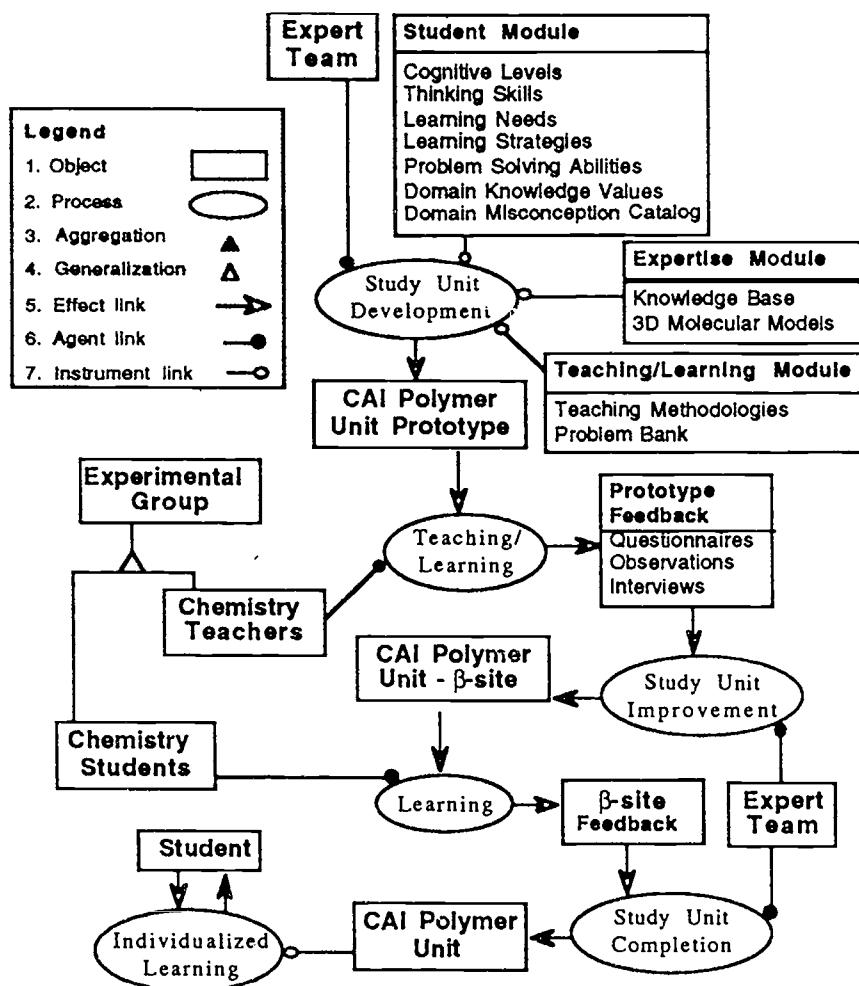 Expert
Team
Student Module
Cognitive Levels
Thinking Skills
Learning Needs
Learning Strategies
Problem Solving Abilities
Domain Knowledge Values
Domain Misconception Catalog
Legend
1. Object
2. Process
3. Aggregation
4. Generalization
5. Effect link
6. Agent link
7. Instrument link
Study Unit
Development
Expertise Module
Knowledge Base
3D Molecular Models
Teaching/Learning Module
Teaching Methodologies
Problem Bank
CAI Polymer
Unit Prototype
Experimental
Group
Teaching/
Learning
Prototype
Feedback
Questionnaires
Observations
Interviews
Chemistry
Teachers
CAI Polymer
Unit - β-site
Study Unit
Improvement
Chemistry
Students
Learning
β-site
Feedback
Expert
Team
Student
Individualized
Learning
CAI Polymer
Unit
Study Unit
Completion